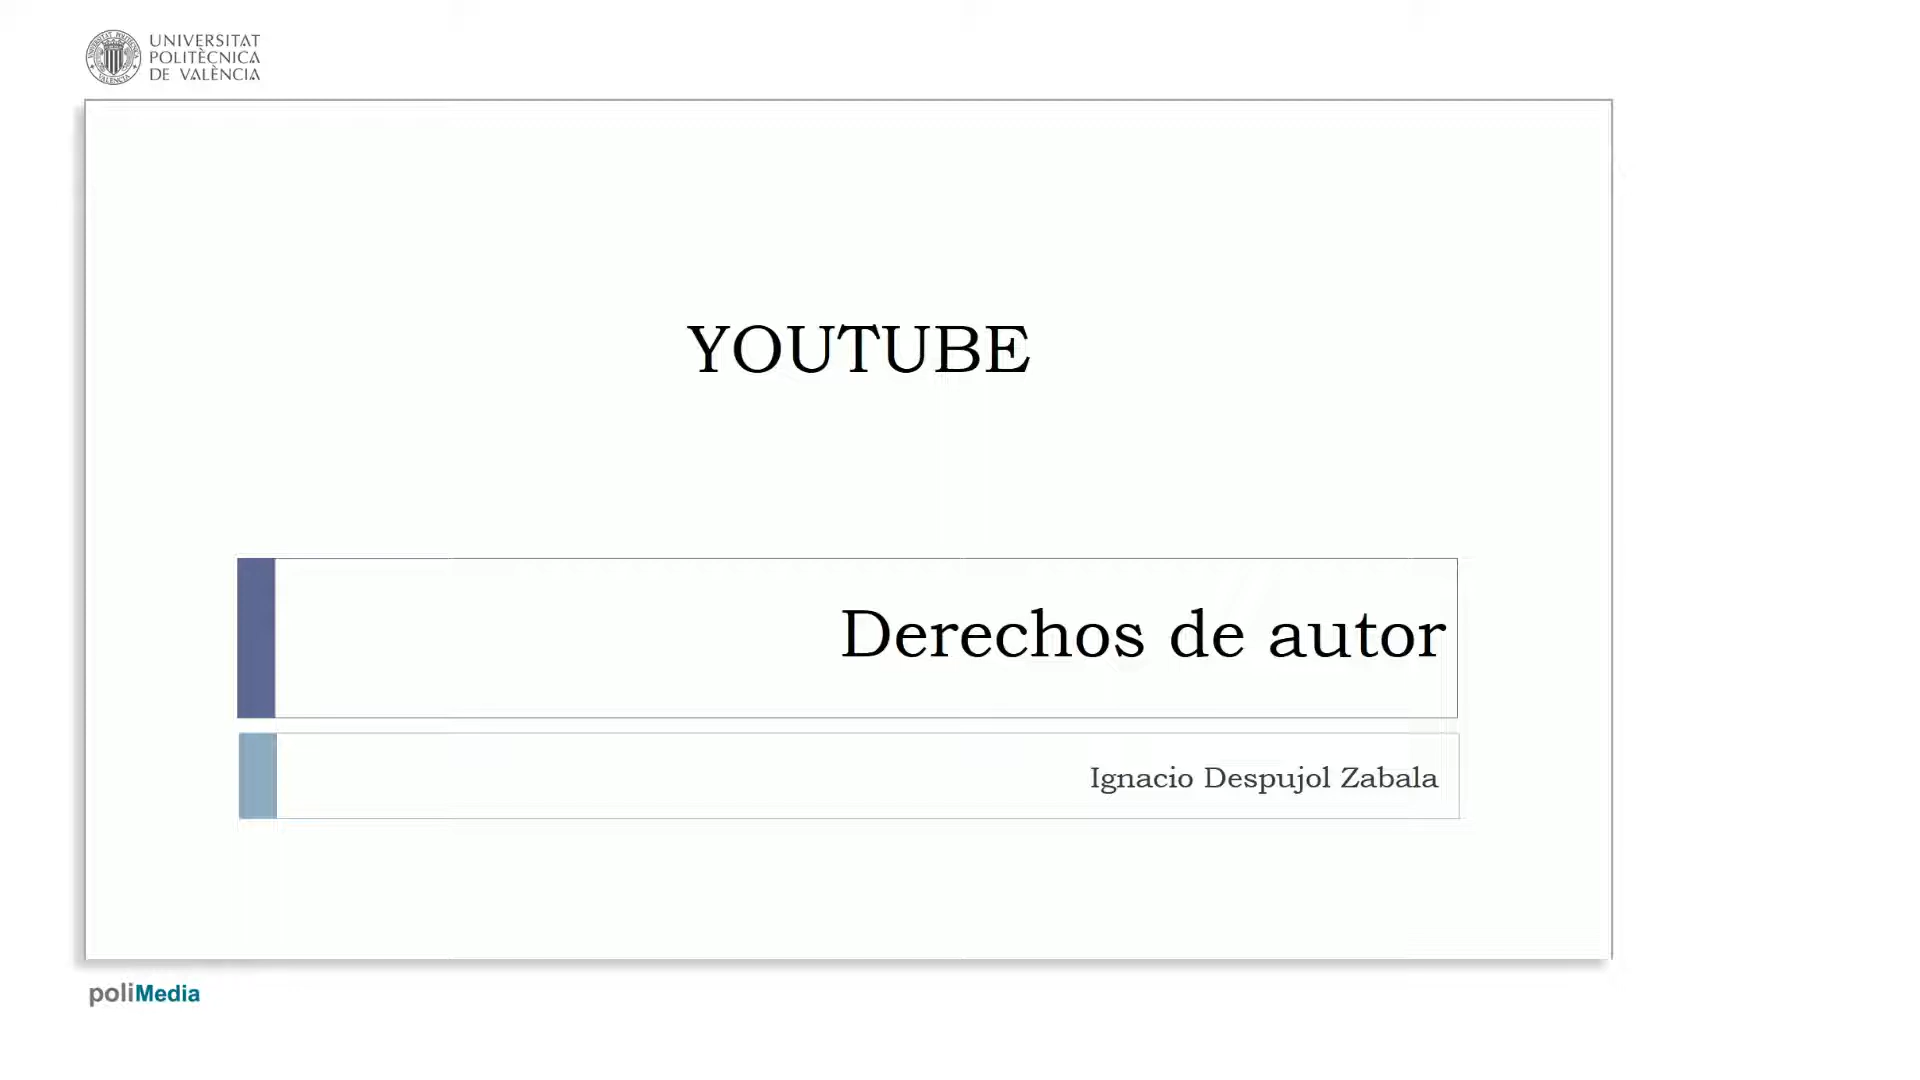 UNIVERSITAT
POLITÈCNICA
DE VALÈNCIA
YOUTUBE
Derechos de autor
Ignacio Despujol Zabala
poliMedia